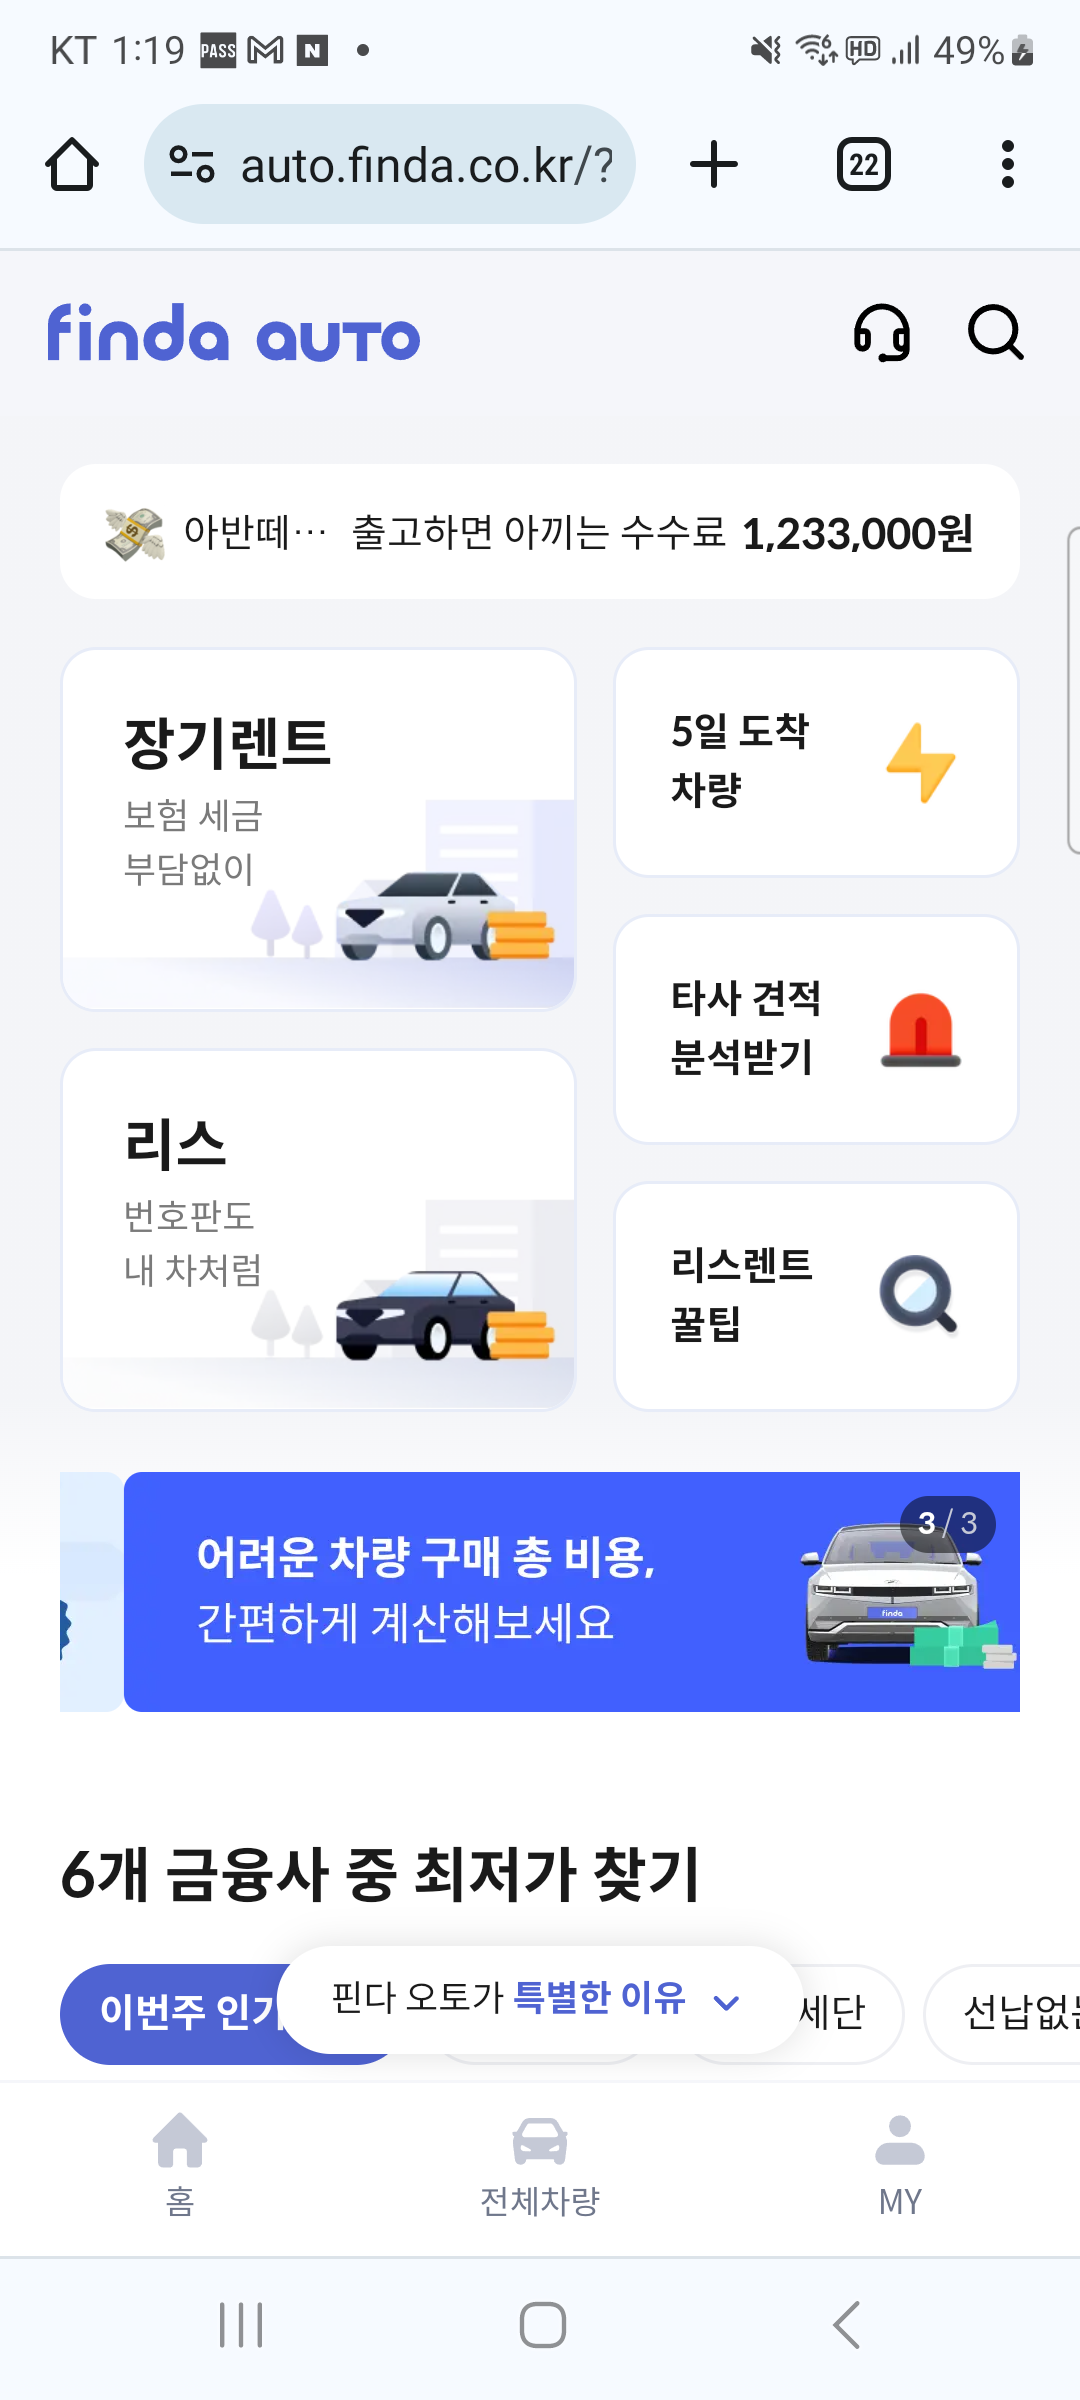 KT 1:19 PASS N
HD 49%
auto.finda.co.kr/?
22
finda auto
아반떼… 출고하면 아끼는 수수료 1,233,000원
장기렌트
보험 세금
부담없이
5일 도착
차량
타사 견적
분석받기
리스
번호판도
내 차처럼
리스렌트
꿀팁
3 / 3
어려운 차량 구매 총 비용,
간편하게 계산해보세요
finda
6개 금융사 중 최저가 찾기
이번주 인기
핀다 오토가 특별한 이유
세단
선납없는
홈
전체차량
MY